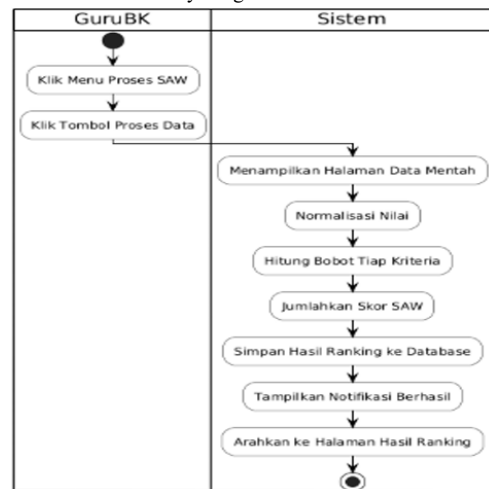 GuruBK
Sistem
Klik Menu Proses SAW
Klik Tombol Proses Data
Menampilkan Halaman Data Mentah
Normalisasi Nilai
Hitung Bobot Tiap Kriteria
Jumlahkan Skor SAW
Simpan Hasil Ranking ke Database
Tampilkan Notifikasi Berhasil
Arahkan ke Halaman Hasil Ranking